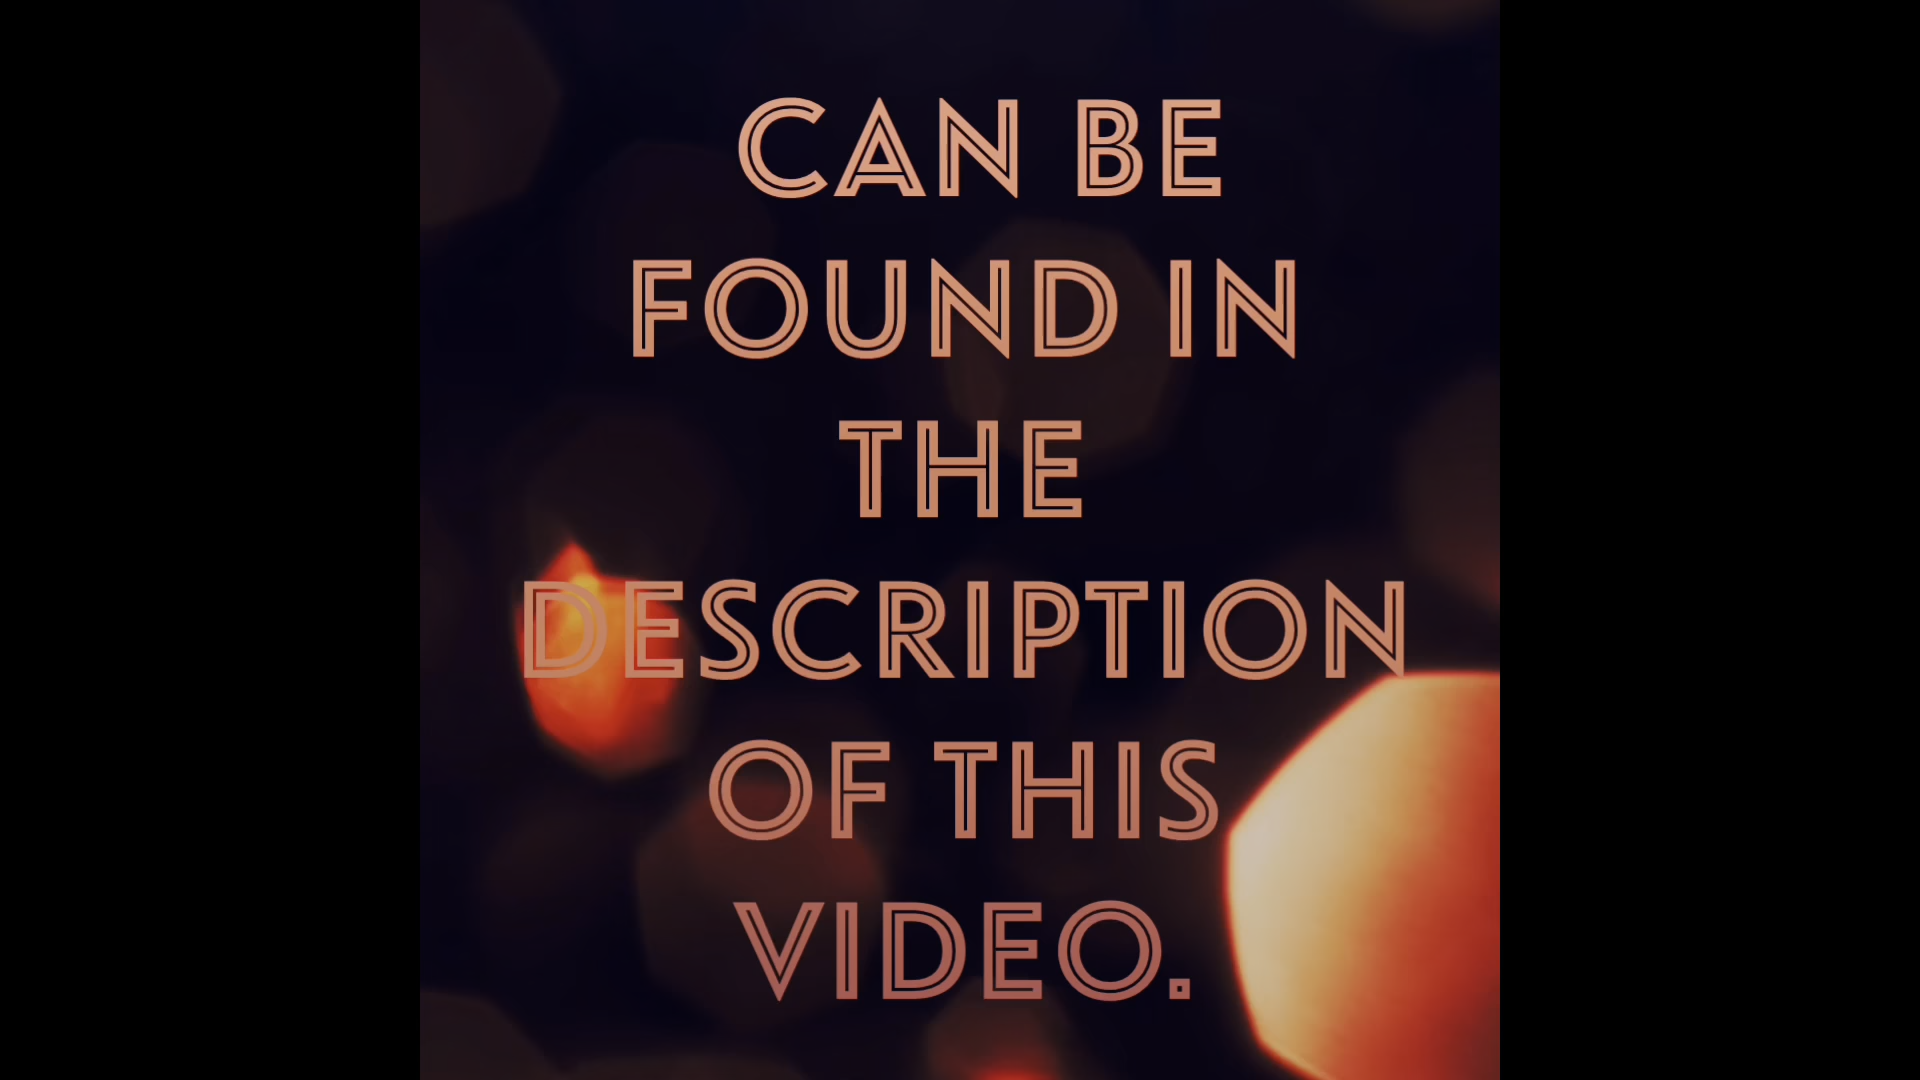 CAN BE
FOUND IN
THE
DESCRIPTION
OF THIS
VIDEO.